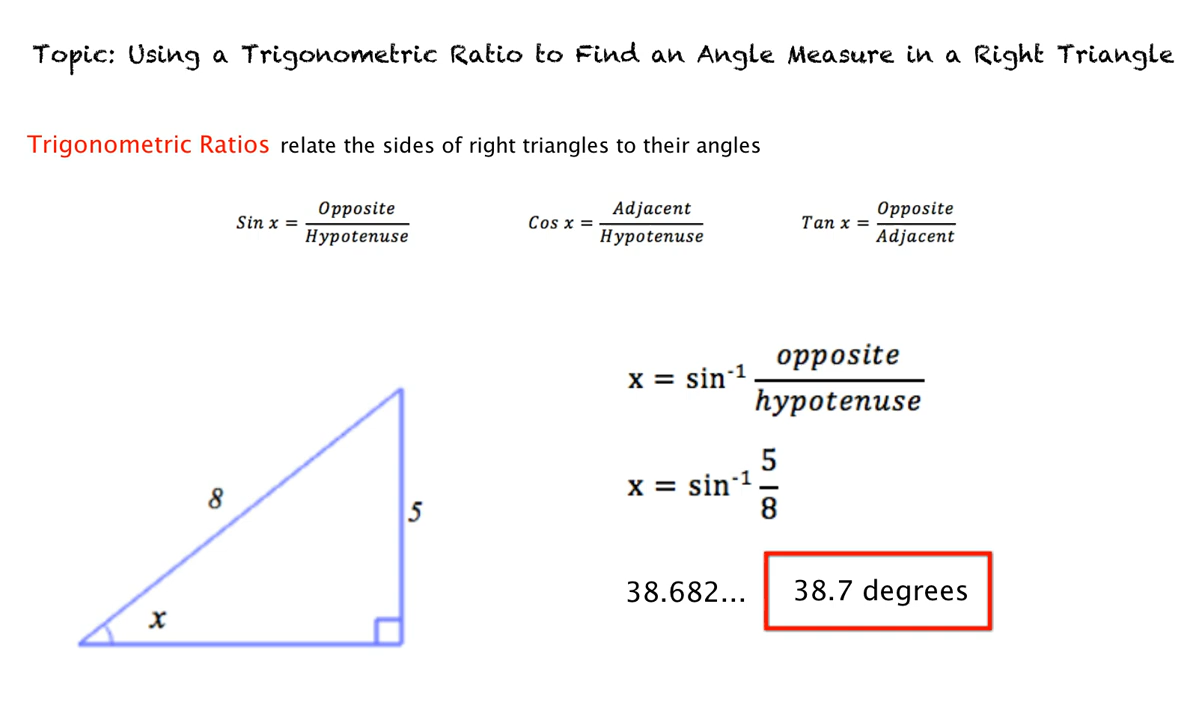 Topic: Using a Trigonometric Ratio to Find an Angle Measure in a Right Triangle
Trigonometric Ratios relate the sides of right triangles to their angles
Sin x = Opposite / Hypotenuse
Cos x = Adjacent / Hypotenuse
Tan x = Opposite / Adjacent
x = sin⁻¹ opposite / hypotenuse
x = sin⁻¹ 5 / 8
8
5
x
38.682... 38.7 degrees